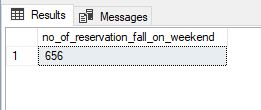 Results Messages
no_of_reservation_fall_on_weekend
1 656